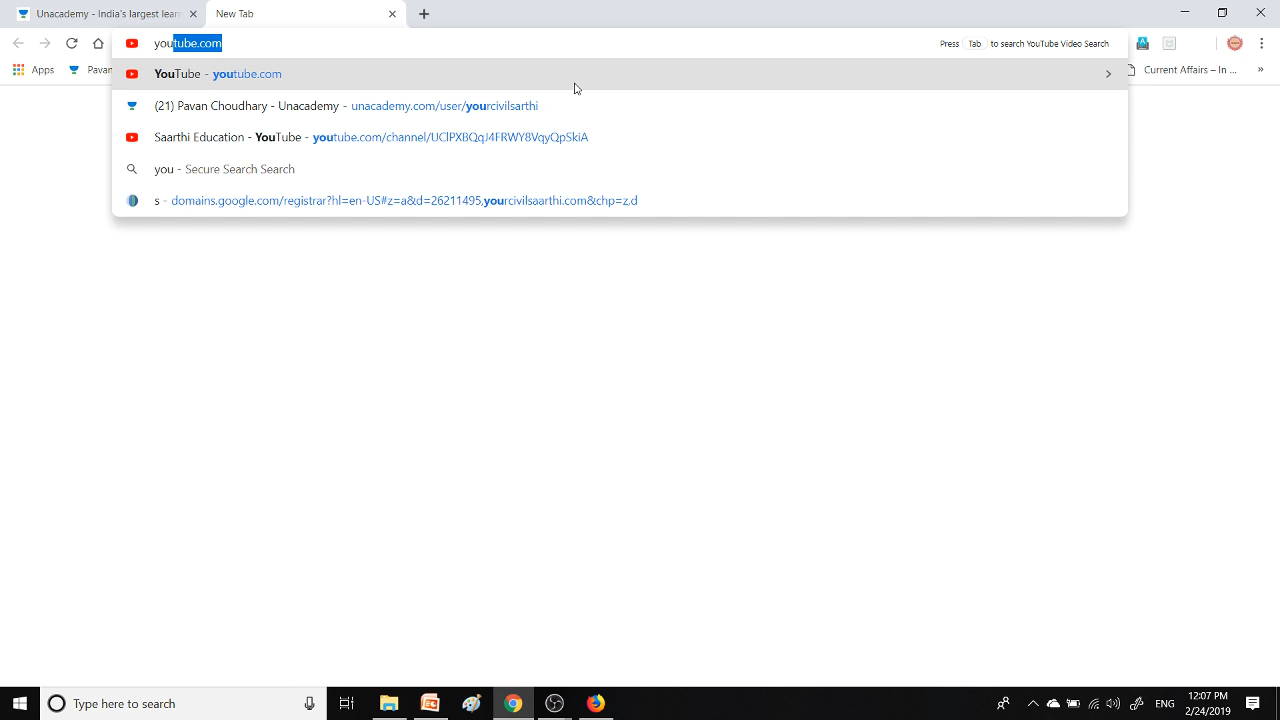 Unacademy - India's largest learn
New Tab
youtube.com
Press Tab to search YouTube Video Search
Apps
Pavan
Current Affairs – In ...
»
YouTube - youtube.com
(21) Pavan Choudhary - Unacademy - unacademy.com/user/yourcivilsarthi
Saarthi Education - YouTube - youtube.com/channel/UClPXBQqJ4FRWY8VqyQpSkiA
you - Secure Search Search
s - domains.google.com/registrar?hl=en-US#z=a&d=26211495,yourcivilsaarthi.com&chp=z,d
Type here to search
ENG
12:07 PM
2/24/2019